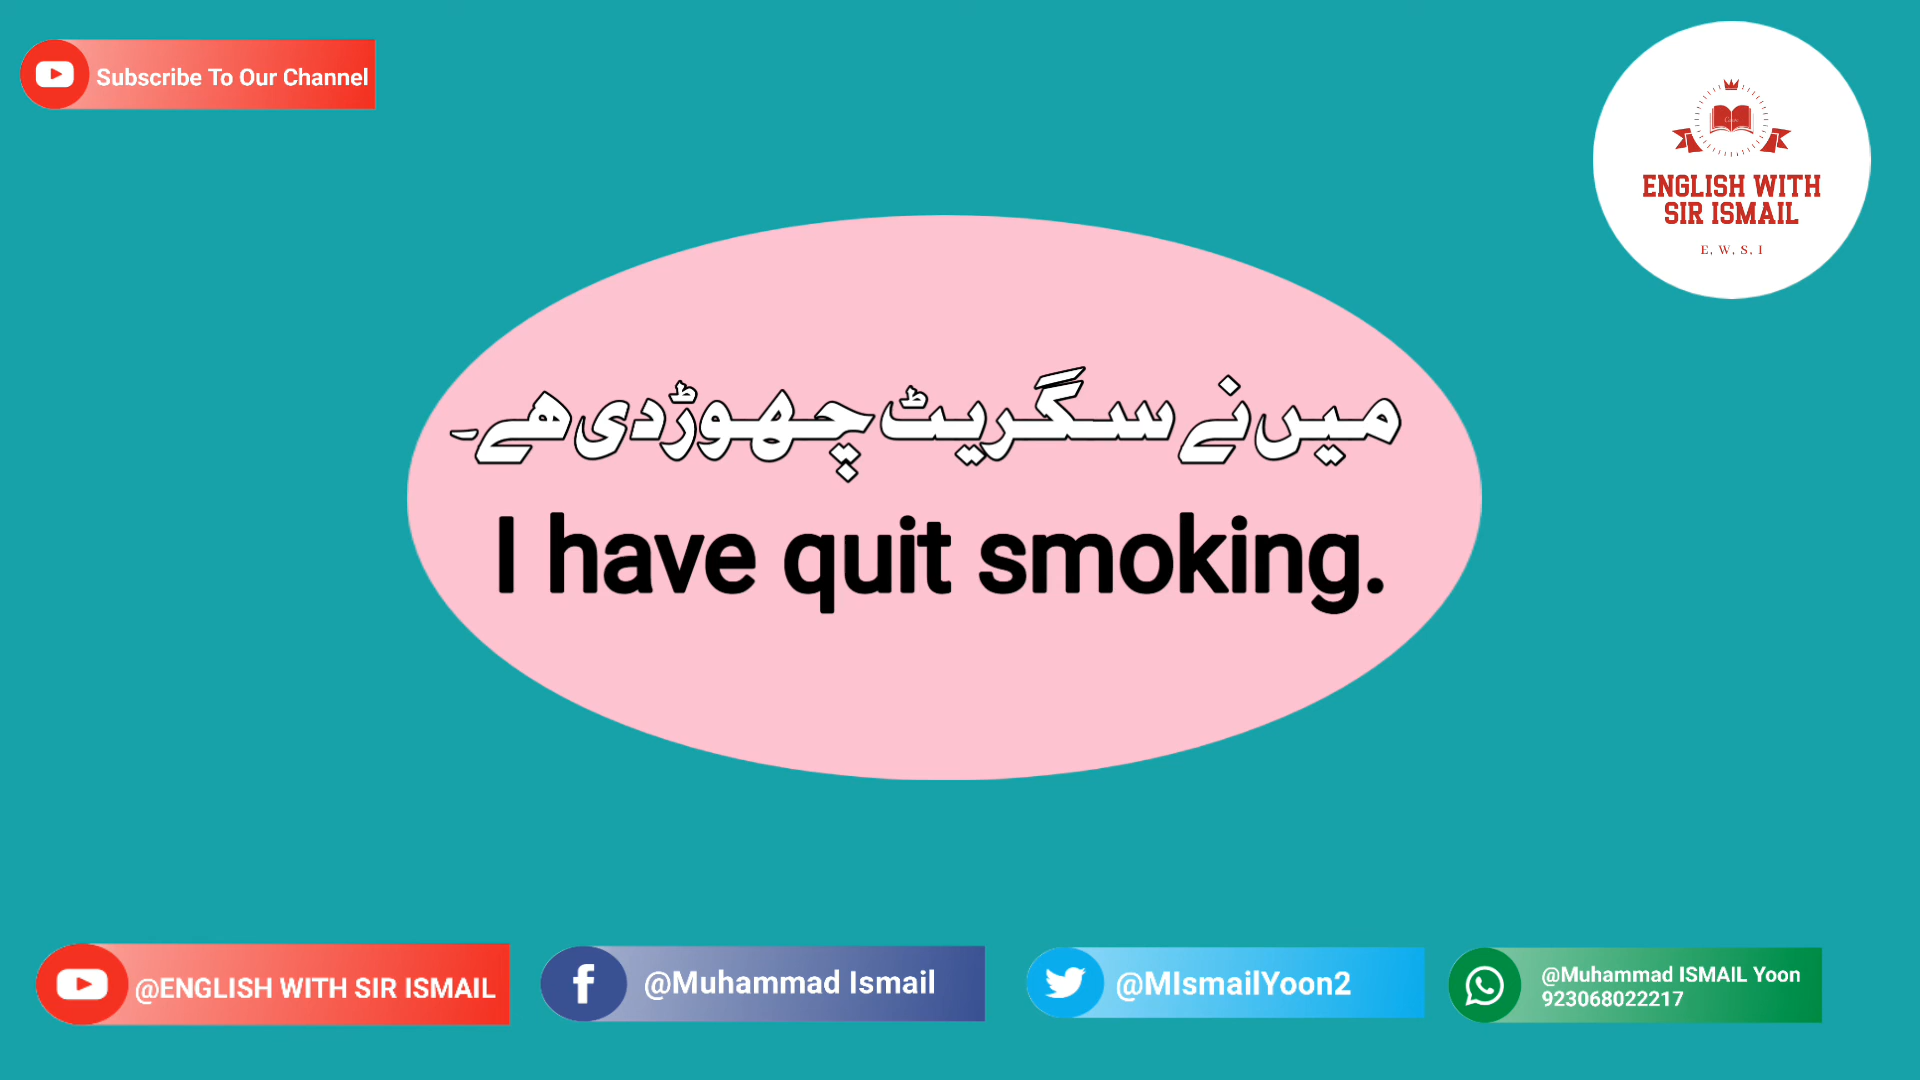 Subscribe To Our Channel
ENGLISH WITH
SIR ISMAIL
E, W, S, I
میں نے سگریٹ چھوڑ دی ھے۔
I have quit smoking.
@ENGLISH WITH SIR ISMAIL
@Muhammad Ismail
@MIsmailYoon2
@Muhammad ISMAIL Yoon
923068022217